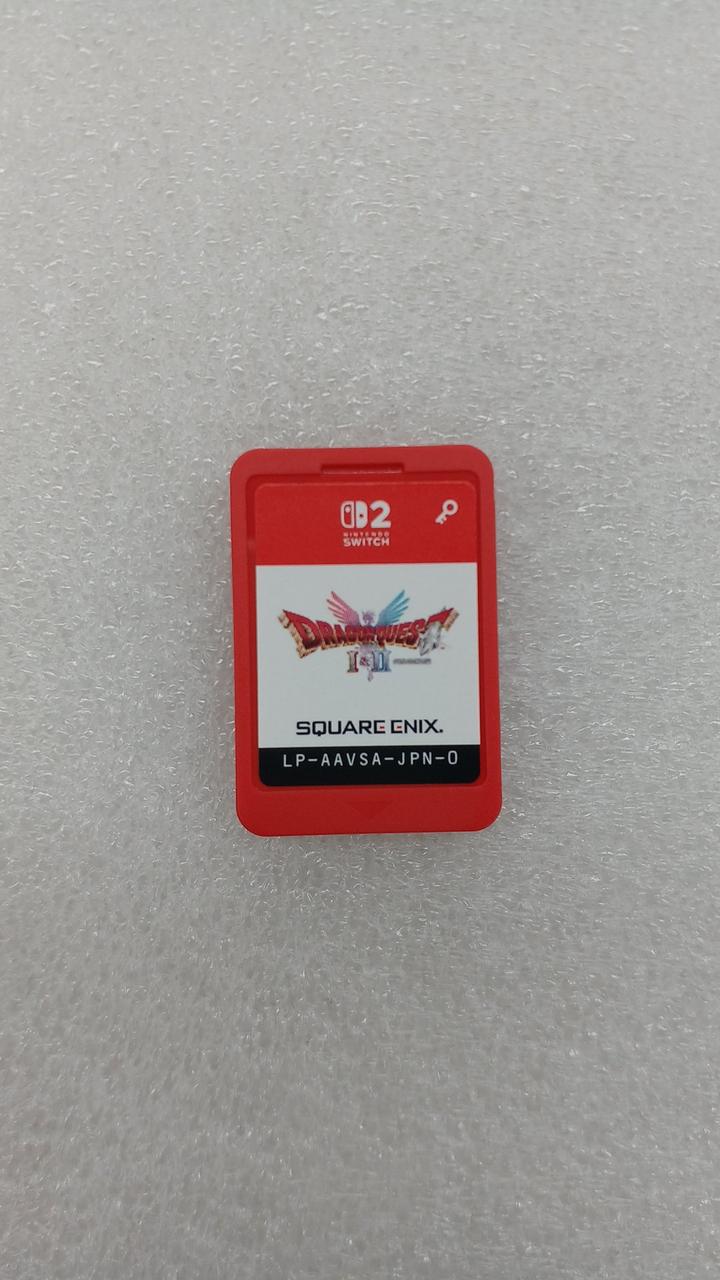 2
NINTENDO
SWITCH
DRAGON QUEST
I & II
SQUARE ENIX.
LP-AAVSA-JPN-0